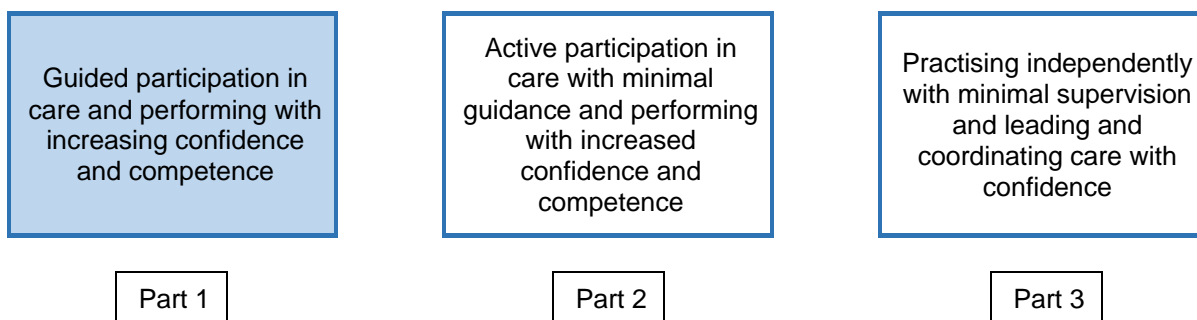 Guided participation in
care and performing with
increasing confidence
and competence
Active participation in
care with minimal
guidance and performing
with increased
confidence and
competence
Practising independently
with minimal supervision
and leading and
coordinating care with
confidence
Part 1
Part 2
Part 3